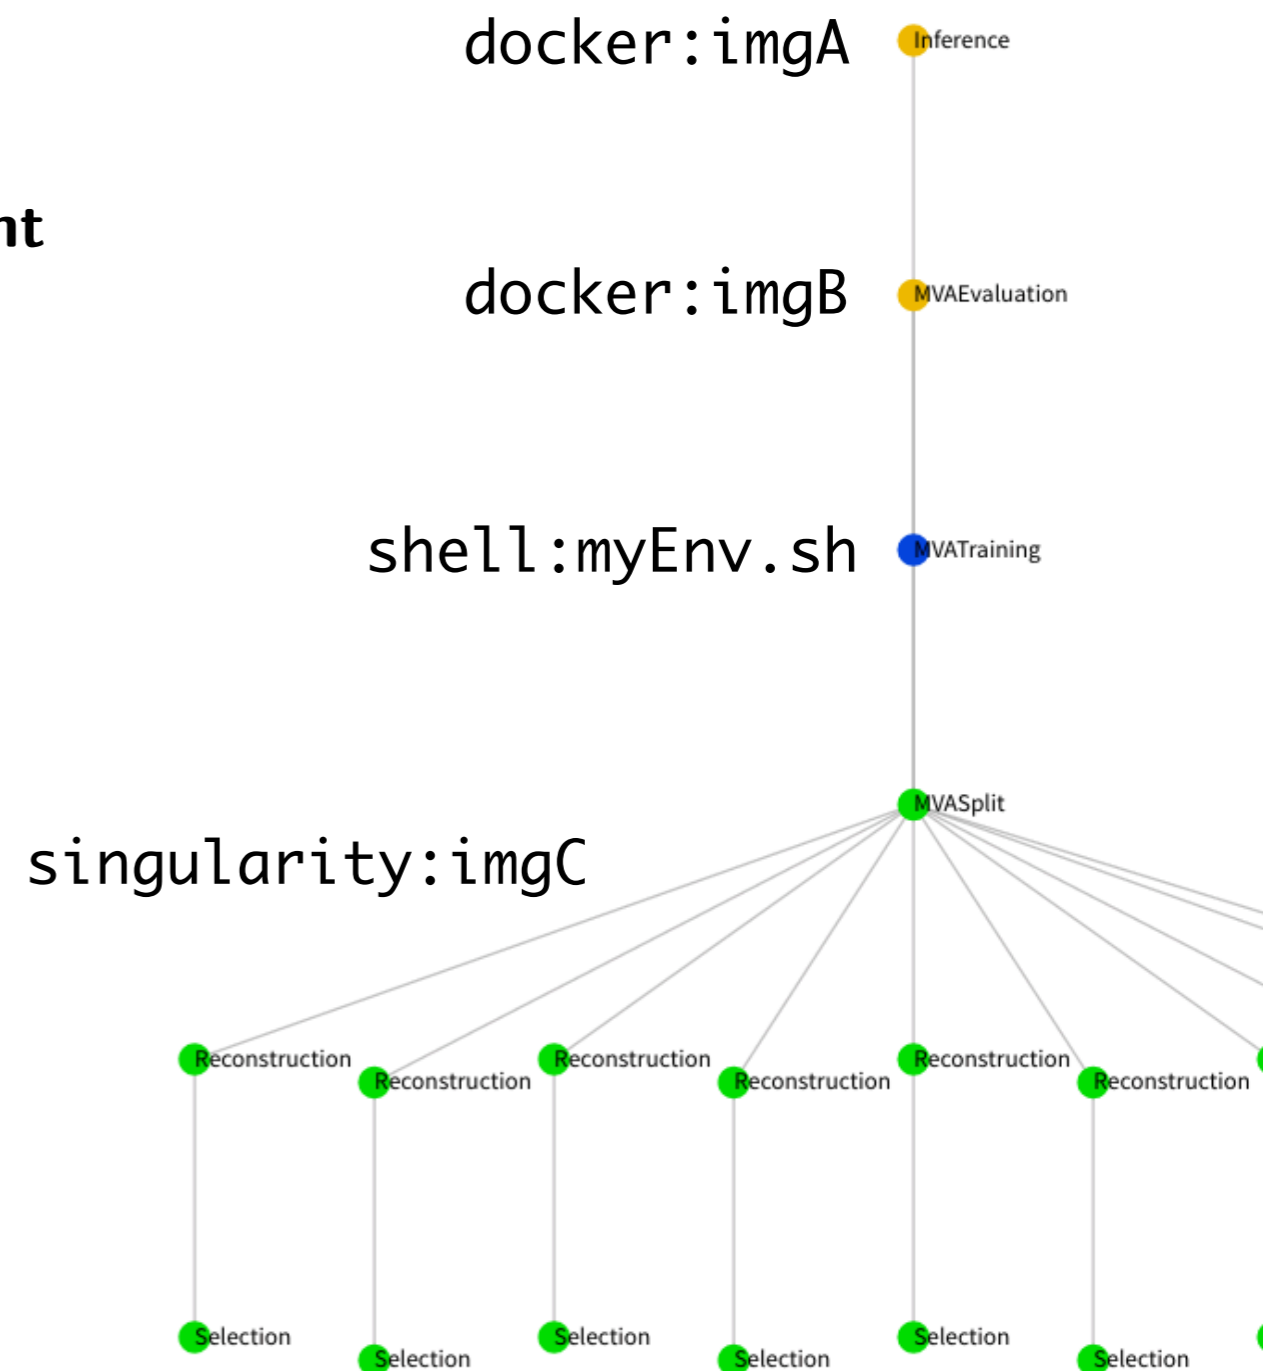 docker:imgA Inference
nt
docker:imgB MVAEvaluation
shell:myEnv.sh MVATraining
MVASplit
singularity:imgC
Reconstruction Reconstruction Reconstruction
Reconstruction Reconstruction Reconstruction
Selection Selection Selection
Selection Selection Selection